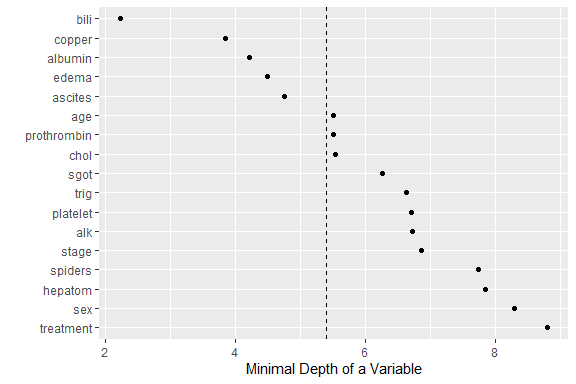 bili
copper
albumin
edema
ascites
age
prothrombin
chol
sgot
trig
platelet
alk
stage
spiders
hepatom
sex
treatment
2 4 6 8
Minimal Depth of a Variable